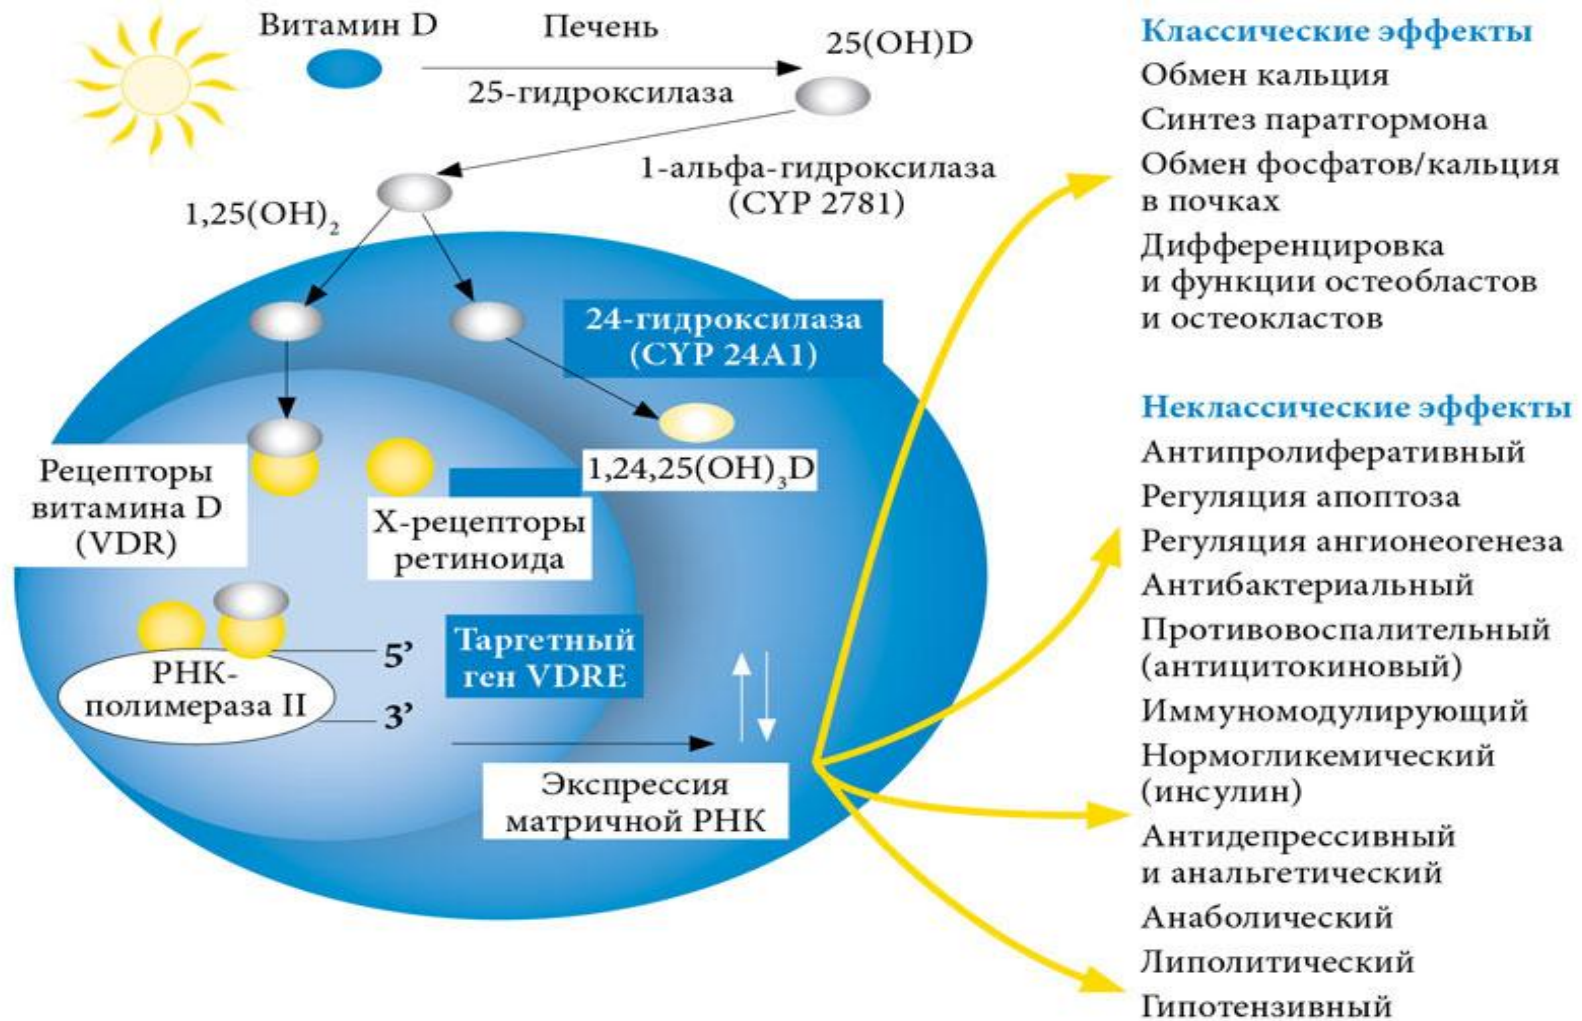 Витамин D
Печень
25(OH)D
25-гидроксилаза
1-альфа-гидроксилаза
(CYP 2781)
1,25(OH)₂
24-гидроксилаза
(CYP 24A1)
1,24,25(OH)₃D
Рецепторы
витамина D
(VDR)
Х-рецепторы
ретиноида
РНК-
полимераза II
5’
3’
Таргетный
ген VDRE
Экспрессия
матричной РНК
Классические эффекты
Обмен кальция
Синтез паратгормона
Обмен фосфатов/кальция
в почках
Дифференцировка
и функции остеобластов
и остеокластов
Неклассические эффекты
Антипролиферативный
Регуляция апоптоза
Регуляция ангионеогенеза
Антибактериальный
Противовоспалительный
(антицитокиновый)
Иммуномодулирующий
Нормогликемический
(инсулин)
Антидепрессивный
и анальгетический
Анаболический
Липолитический
Гипотензивный